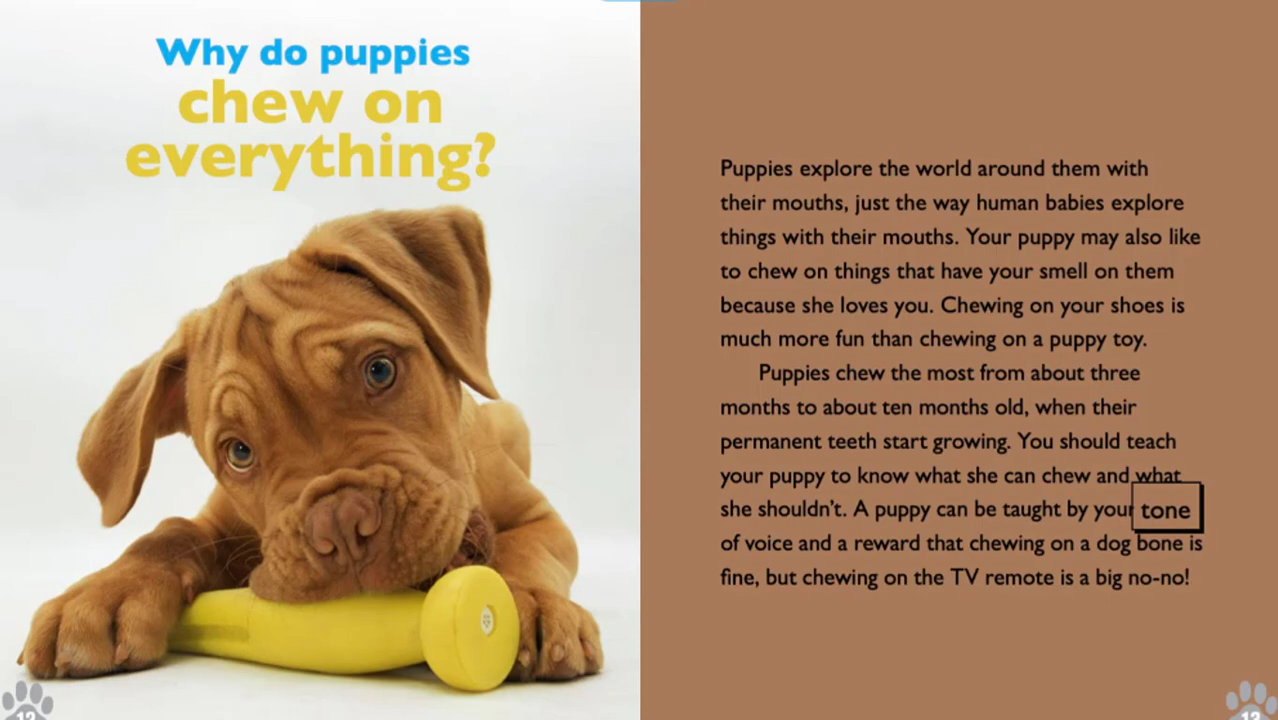 Why do puppies
chew on
everything?
Puppies explore the world around them with
their mouths, just the way human babies explore
things with their mouths. Your puppy may also like
to chew on things that have your smell on them
because she loves you. Chewing on your shoes is
much more fun than chewing on a puppy toy.
Puppies chew the most from about three
months to about ten months old, when their
permanent teeth start growing. You should teach
your puppy to know what she can chew and what
she shouldn't. A puppy can be taught by your tone
of voice and a reward that chewing on a dog bone is
fine, but chewing on the TV remote is a big no-no!
12
13